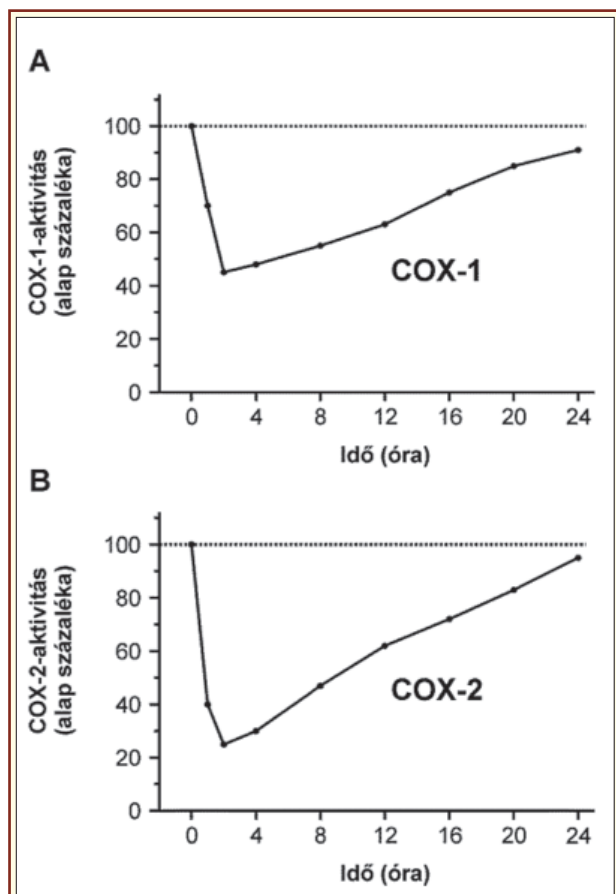 A
COX-1-aktivitás
(alap százaléka)
100
80
60
40
20
0
COX-1
0 4 8 12 16 20 24
Idő (óra)
B
COX-2-aktivitás
(alap százaléka)
100
80
60
40
20
0
COX-2
0 4 8 12 16 20 24
Idő (óra)